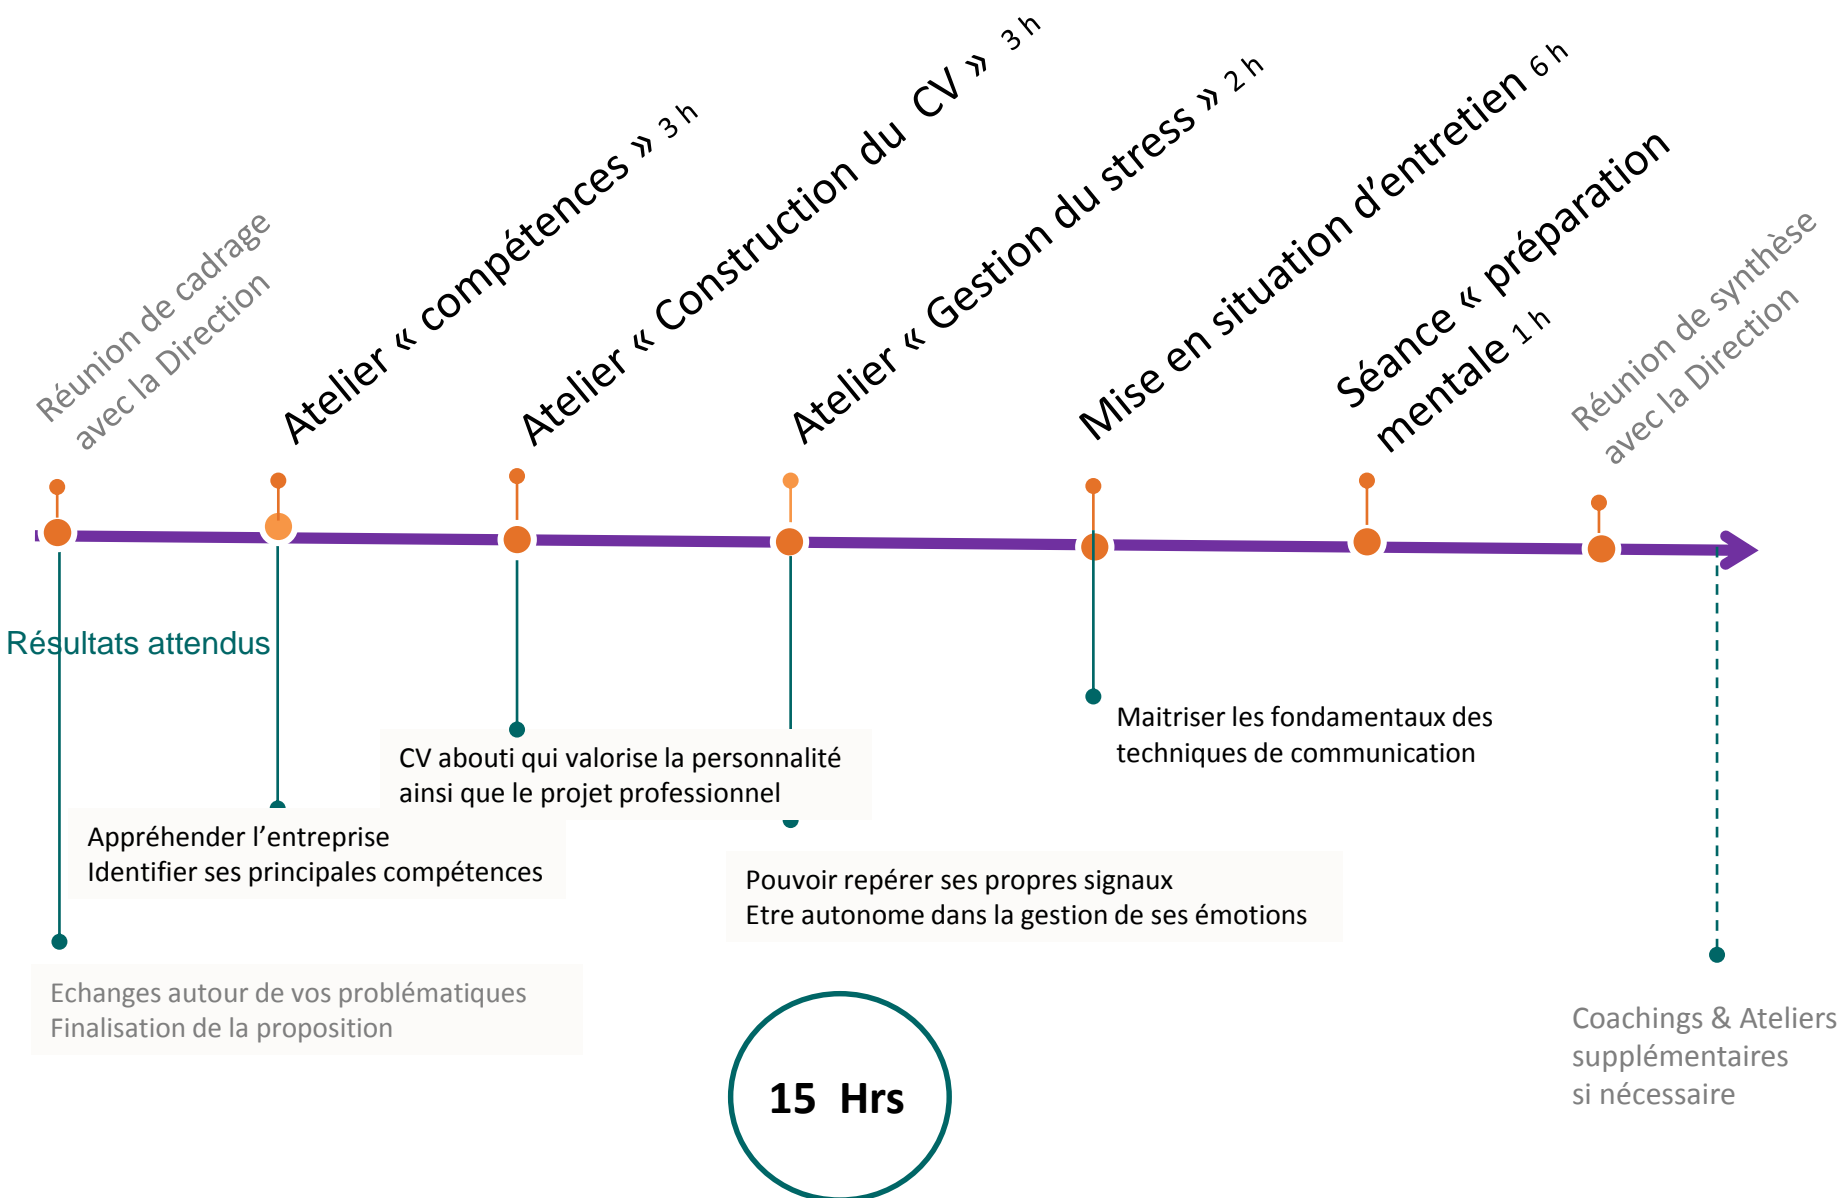 Réunion de cadrage
avec la Direction
Atelier « compétences » 3 h
Atelier « Construction du CV » 3 h
Atelier « Gestion du stress » 2 h
Mise en situation d’entretien 6 h
Séance « préparation
mentale 1 h
Réunion de synthèse
avec la Direction
Résultats attendus
Maitriser les fondamentaux des
techniques de communication
CV abouti qui valorise la personnalité
ainsi que le projet professionnel
Appréhender l’entreprise
Identifier ses principales compétences
Pouvoir repérer ses propres signaux
Etre autonome dans la gestion de ses émotions
Echanges autour de vos problématiques
Finalisation de la proposition
Coachings & Ateliers
supplémentaires
si nécessaire
15 Hrs